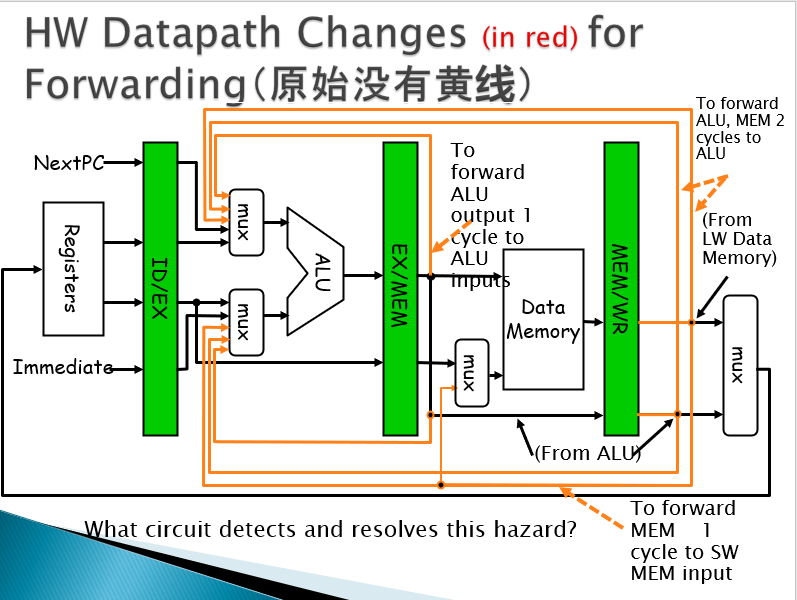 HW Datapath Changes (in red) for
Forwarding(原始没有黄线)
To forward
ALU, MEM 2
cycles to
ALU
NextPC
To
forward
ALU
output 1
cycle to
ALU
inputs
(From
LW Data
Memory)
Registers
ID/EX
mux
mux
ALU
EX/MEM
Data
Memory
mux
MEM/WR
mux
Immediate
(From ALU)
To forward
MEM 1
cycle to SW
MEM input
What circuit detects and resolves this hazard?